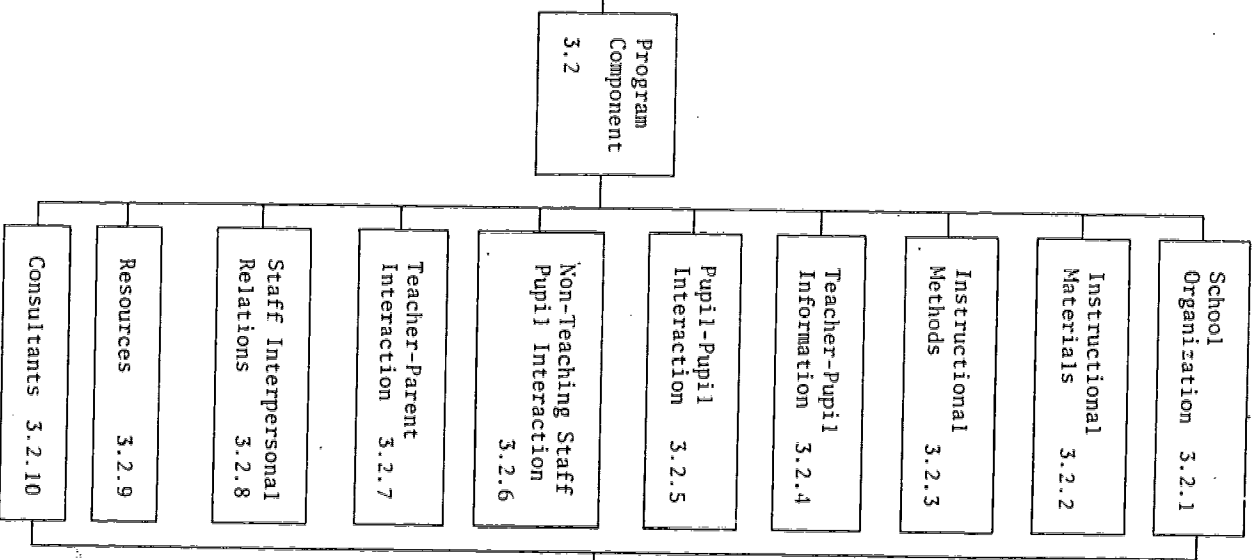 Program
Component
3.2
School
Organization 3.2.1
Instructional
Materials 3.2.2
Instructional
Methods 3.2.3
Teacher-Pupil
Information 3.2.4
Pupil-Pupil
Interaction 3.2.5
Non-Teaching Staff
Pupil Interaction
3.2.6
Teacher-Parent
Interaction 3.2.7
Staff Interpersonal
Relations 3.2.8
Resources 3.2.9
Consultants 3.2.10